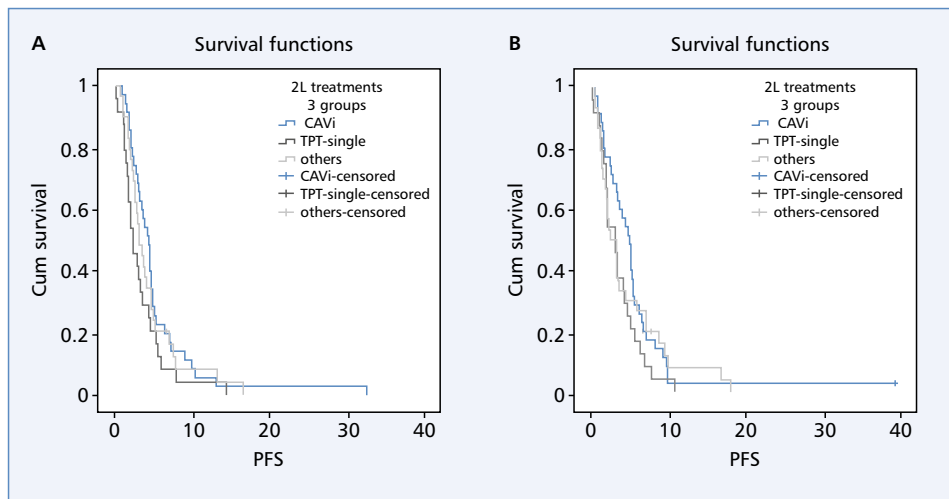 A
Survival functions
2L treatments
3 groups
CAVi
TPT-single
others
CAVi-censored
TPT-single-censored
others-censored
Cum survival
1
0.8
0.6
0.4
0.2
0
0 10 20 30 40
PFS
B
Survival functions
2L treatments
3 groups
CAVi
TPT-single
others
CAVi-censored
TPT-single-censored
others-censored
Cum survival
1
0.8
0.6
0.4
0.2
0
0 10 20 30 40
PFS